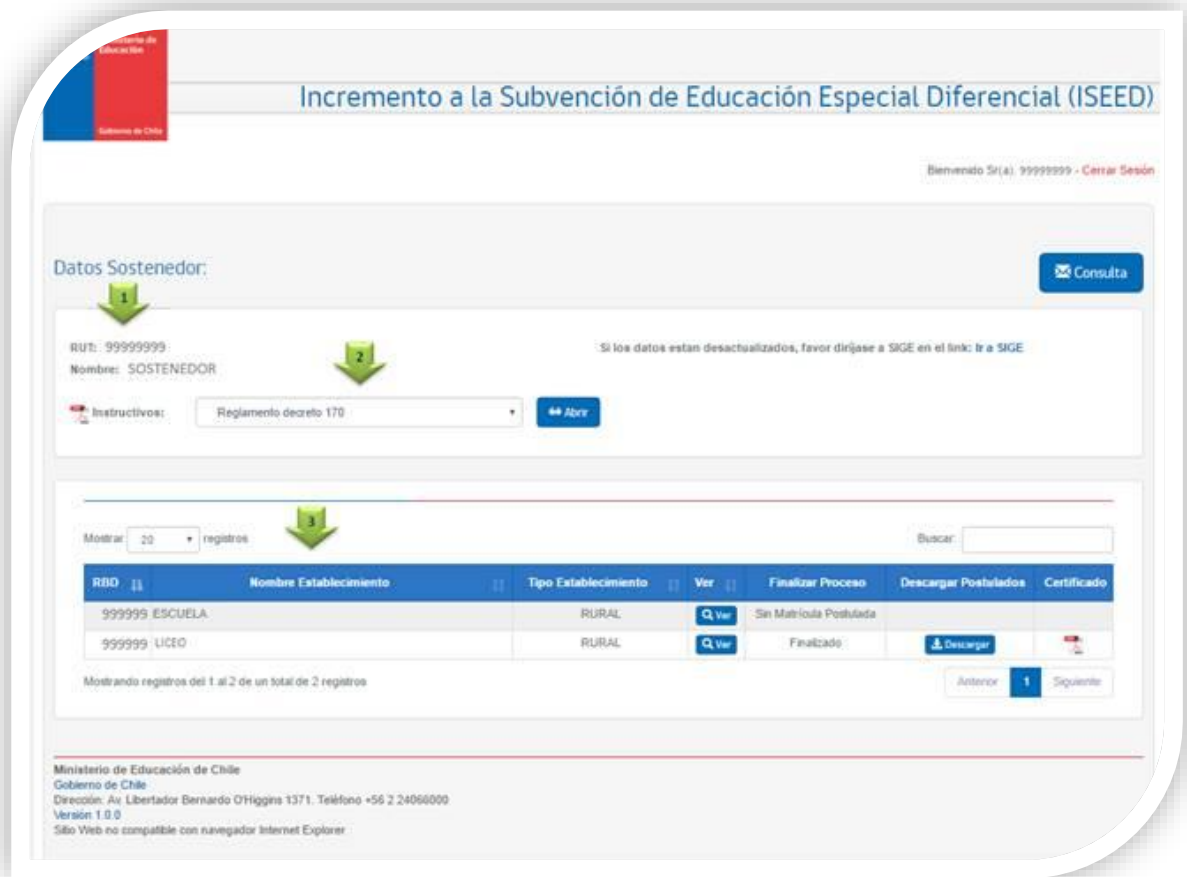 Ministerio de
Educación
Gobierno de Chile
Incremento a la Subvención de Educación Especial Diferencial (ISEED)
Bienvenido Sr(a): 99999999 - Cerrar Sesión
Datos Sostenedor:
Consulta
1
RUT: 99999999
Nombre: SOSTENEDOR
2
Si los datos estan desactualizados, favor dirijase a SIGE en el link: Ir a SIGE
Instructivos: Reglamento decreto 170 Abrir
3
Mostrar 20 registros Buscar:
RBD Nombre Establecimiento Tipo Establecimiento Ver Finalizar Proceso Descargar Postulados Certificado
999999 ESCUELA RURAL Ver Sin Matrícula Postulada
999999 LICEO RURAL Ver Finalizado Descargar
Mostrando registros del 1 al 2 de un total de 2 registros Anterior 1 Siguiente
Ministerio de Educación de Chile
Gobierno de Chile
Dirección: Av. Libertador Bernardo O'Higgins 1371. Teléfono +56 2 24066000
Versión 1.0.0
Sitio Web no compatible con navegador Internet Explorer